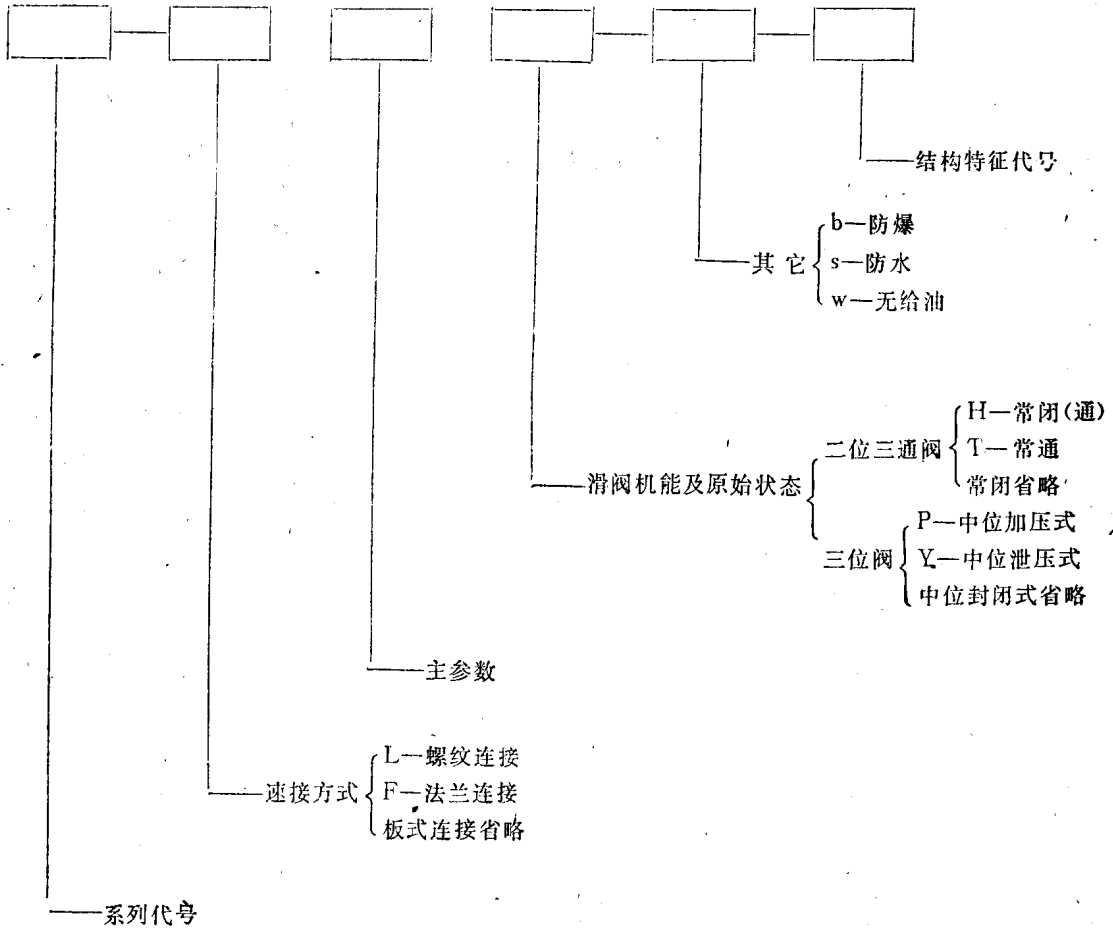 结构特征代号
b—防爆
其它
s—防水
w—无给油
H—常闭(通)
二位三通阀
T—常通
常闭省略
滑阀机能及原始状态
P—中位加压式
三位阀
Y—中位泄压式
中位封闭式省略
主参数
L—螺纹连接
速接方式
F—法兰连接
板式连接省略
系列代号